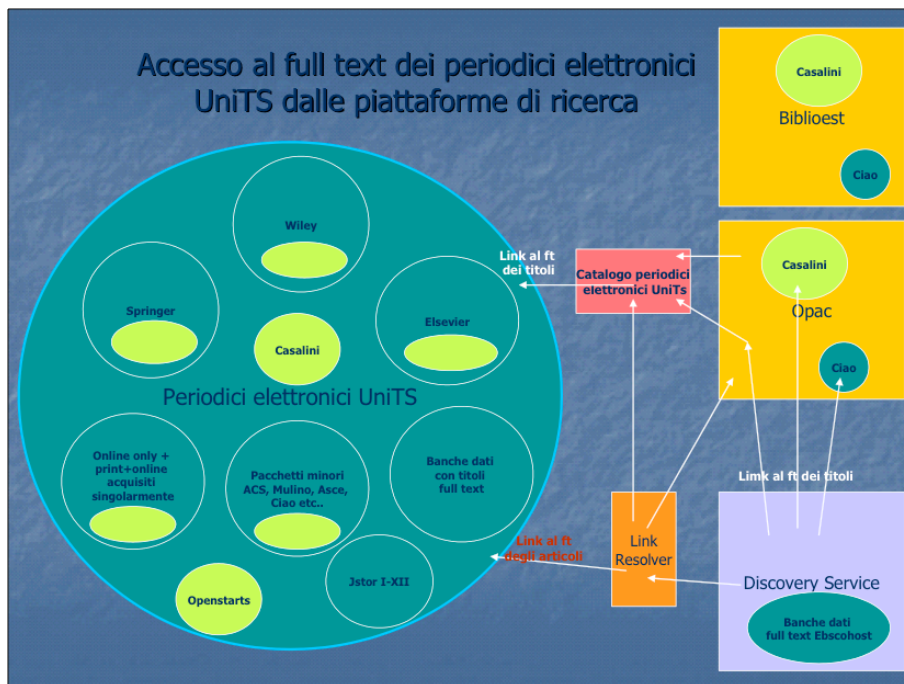 Accesso al full text dei periodici elettronici
UniTS dalle piattaforme di ricerca
Casalini
Biblioest
Ciao
Wiley
Springer
Elsevier
Casalini
Periodici elettronici UniTS
Online only +
print+online
acquisiti
singolarmente
Pacchetti minori
ACS, Mulino, Asce,
Ciao etc..
Banche dati
con titoli
full text
Jstor I-XII
Openstarts
Link al ft
dei titoli
Catalogo periodici
elettronici UniTs
Casalini
Opac
Ciao
Limk al ft dei titoli
Link al ft
degli articoli
Link
Resolver
Discovery Service
Banche dati
full text Ebscohost